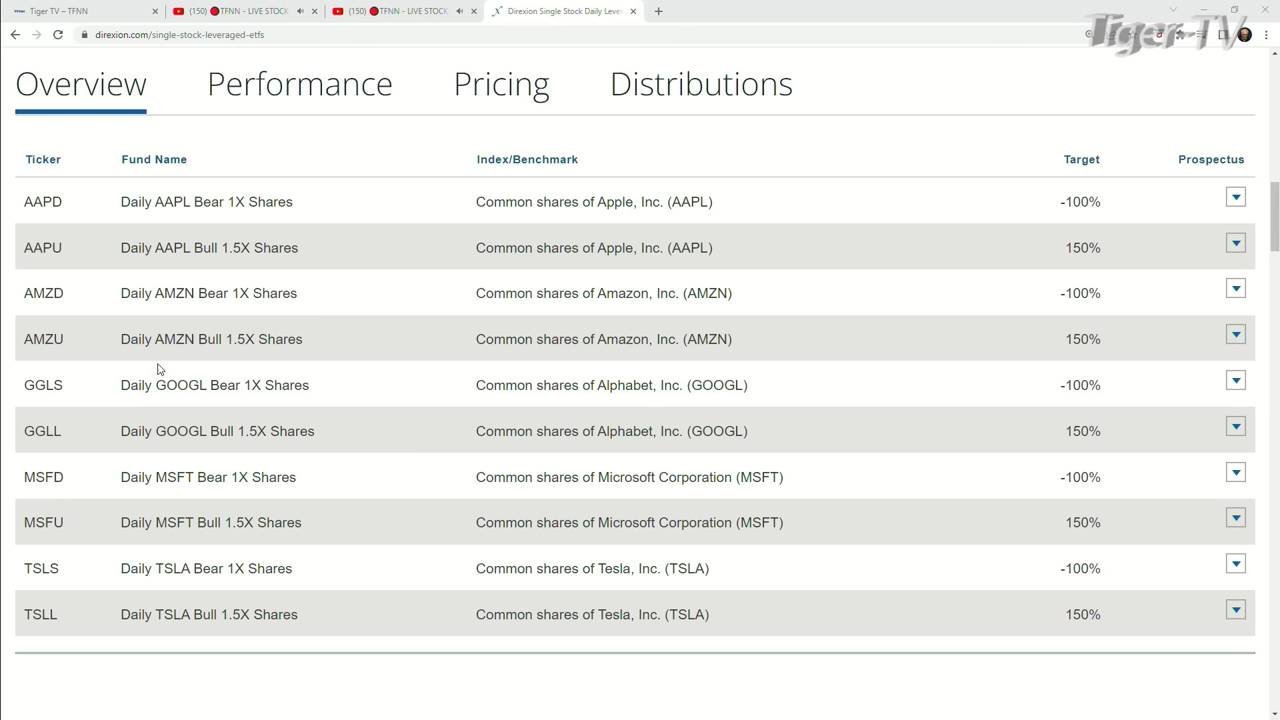 Tiger TV – TFNN
(150) 🔴TFNN - LIVE STOCK
(150) 🔴TFNN - LIVE STOCK
Direxion Single Stock Daily Lever
direxion.com/single-stock-leveraged-etfs
Tiger TV
Overview Performance Pricing Distributions
Ticker Fund Name Index/Benchmark Target Prospectus
AAPD Daily AAPL Bear 1X Shares Common shares of Apple, Inc. (AAPL) -100%
AAPU Daily AAPL Bull 1.5X Shares Common shares of Apple, Inc. (AAPL) 150%
AMZD Daily AMZN Bear 1X Shares Common shares of Amazon, Inc. (AMZN) -100%
AMZU Daily AMZN Bull 1.5X Shares Common shares of Amazon, Inc. (AMZN) 150%
GGLS Daily GOOGL Bear 1X Shares Common shares of Alphabet, Inc. (GOOGL) -100%
GGLL Daily GOOGL Bull 1.5X Shares Common shares of Alphabet, Inc. (GOOGL) 150%
MSFD Daily MSFT Bear 1X Shares Common shares of Microsoft Corporation (MSFT) -100%
MSFU Daily MSFT Bull 1.5X Shares Common shares of Microsoft Corporation (MSFT) 150%
TSLS Daily TSLA Bear 1X Shares Common shares of Tesla, Inc. (TSLA) -100%
TSLL Daily TSLA Bull 1.5X Shares Common shares of Tesla, Inc. (TSLA) 150%